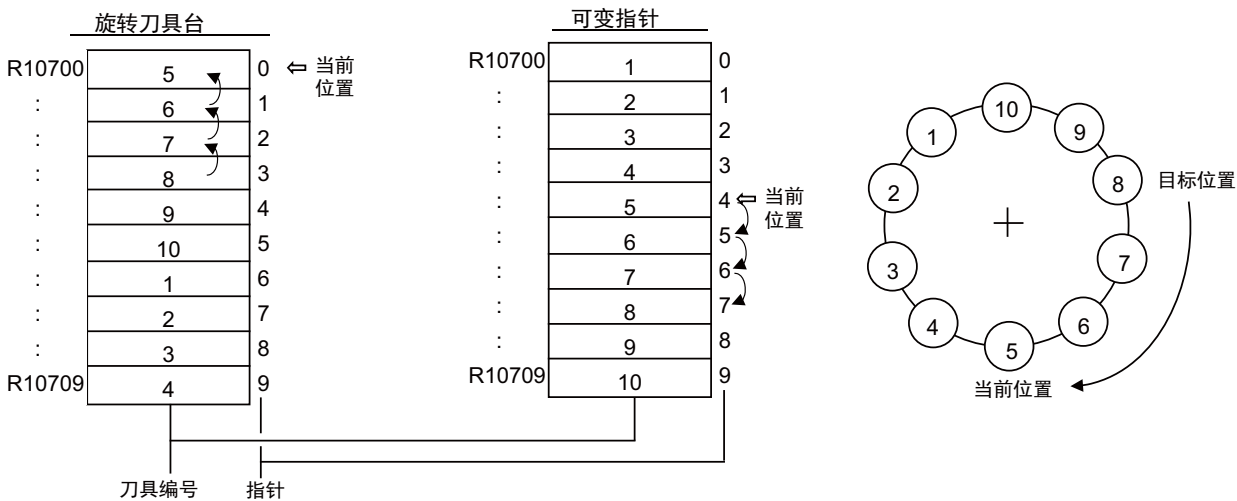 旋转刀具台
R10700 5 0 ⇦ 当前
位置
: 6 1
: 7 2
: 8 3
: 9 4
: 10 5
: 1 6
: 2 7
: 3 8
R10709 4 9
刀具编号 指针
可变指针
R10700 1 0
: 2 1
: 3 2
: 4 3
: 5 4 ⇦ 当前
位置
: 6 5
: 7 6
: 8 7
: 9 8
R10709 10 9
10
1 9
2 8 目标位置
3 7
4 6
5
当前位置